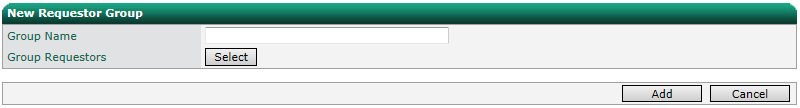 New Requestor Group
Group Name
Group Requestors Select
Add Cancel